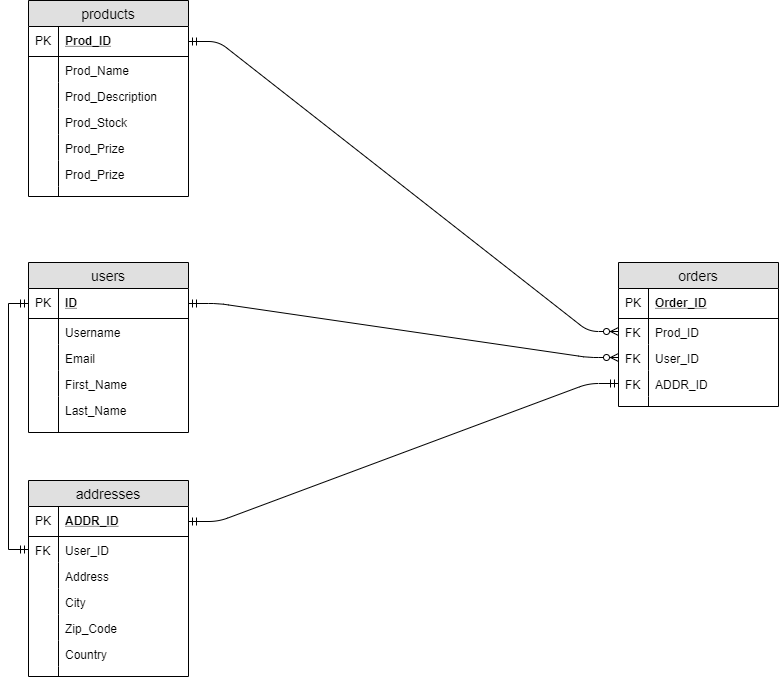 products
PK Prod_ID
Prod_Name
Prod_Description
Prod_Stock
Prod_Prize
Prod_Prize
users
PK ID
Username
Email
First_Name
Last_Name
addresses
PK ADDR_ID
FK User_ID
Address
City
Zip_Code
Country
orders
PK Order_ID
FK Prod_ID
FK User_ID
FK ADDR_ID